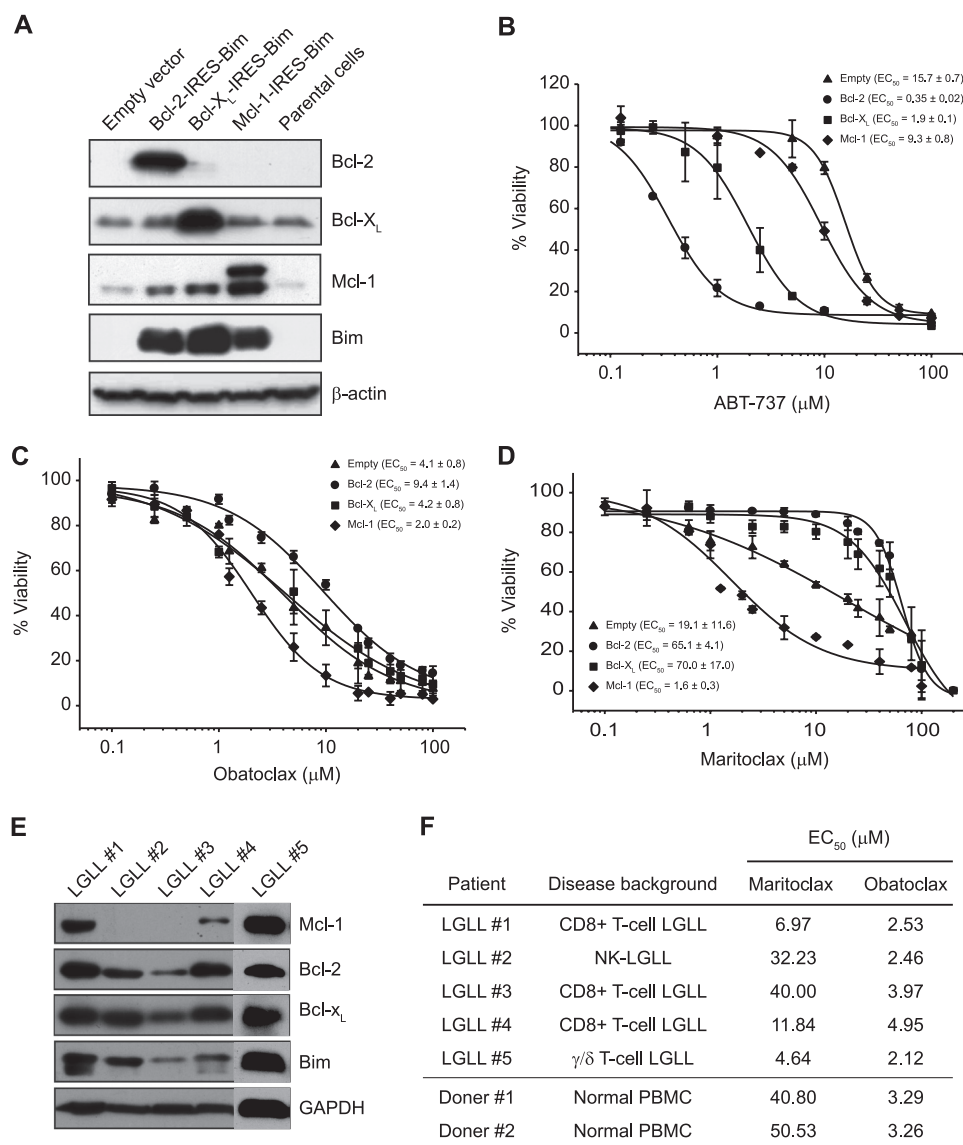 A
Empty vector
Bcl-2-IRES-Bim
Bcl-XL-IRES-Bim
Mcl-1-IRES-Bim
Parental cells
Bcl-2
Bcl-XL
Mcl-1
Bim
β-actin
B
Empty (EC50 = 15.7 ± 0.7)
Bcl-2 (EC50 = 0.35 ± 0.02)
Bcl-XL (EC50 = 1.9 ± 0.1)
Mcl-1 (EC50 = 9.3 ± 0.8)
% Viability
120
100
80
60
40
20
0
0.1 1 10 100
ABT-737 (μM)
C
Empty (EC50 = 4.1 ± 0.8)
Bcl-2 (EC50 = 9.4 ± 1.4)
Bcl-XL (EC50 = 4.2 ± 0.8)
Mcl-1 (EC50 = 2.0 ± 0.2)
% Viability
100
80
60
40
20
0
0.1 1 10 100
Obatoclax (μM)
D
% Viability
120
100
80
60
40
20
0
Empty (EC50 = 19.1 ± 11.6)
Bcl-2 (EC50 = 65.1 ± 4.1)
Bcl-XL (EC50 = 70.0 ± 17.0)
Mcl-1 (EC50 = 1.6 ± 0.3)
0.1 1 10 100
Maritoclax (μM)
E
LGLL #1
LGLL #2
LGLL #3
LGLL #4
LGLL #5
Mcl-1
Bcl-2
Bcl-xL
Bim
GAPDH
F
EC50 (μM)
Patient Disease background Maritoclax Obatoclax
LGLL #1 CD8+ T-cell LGLL 6.97 2.53
LGLL #2 NK-LGLL 32.23 2.46
LGLL #3 CD8+ T-cell LGLL 40.00 3.97
LGLL #4 CD8+ T-cell LGLL 11.84 4.95
LGLL #5 γ/δ T-cell LGLL 4.64 2.12
Doner #1 Normal PBMC 40.80 3.29
Doner #2 Normal PBMC 50.53 3.26